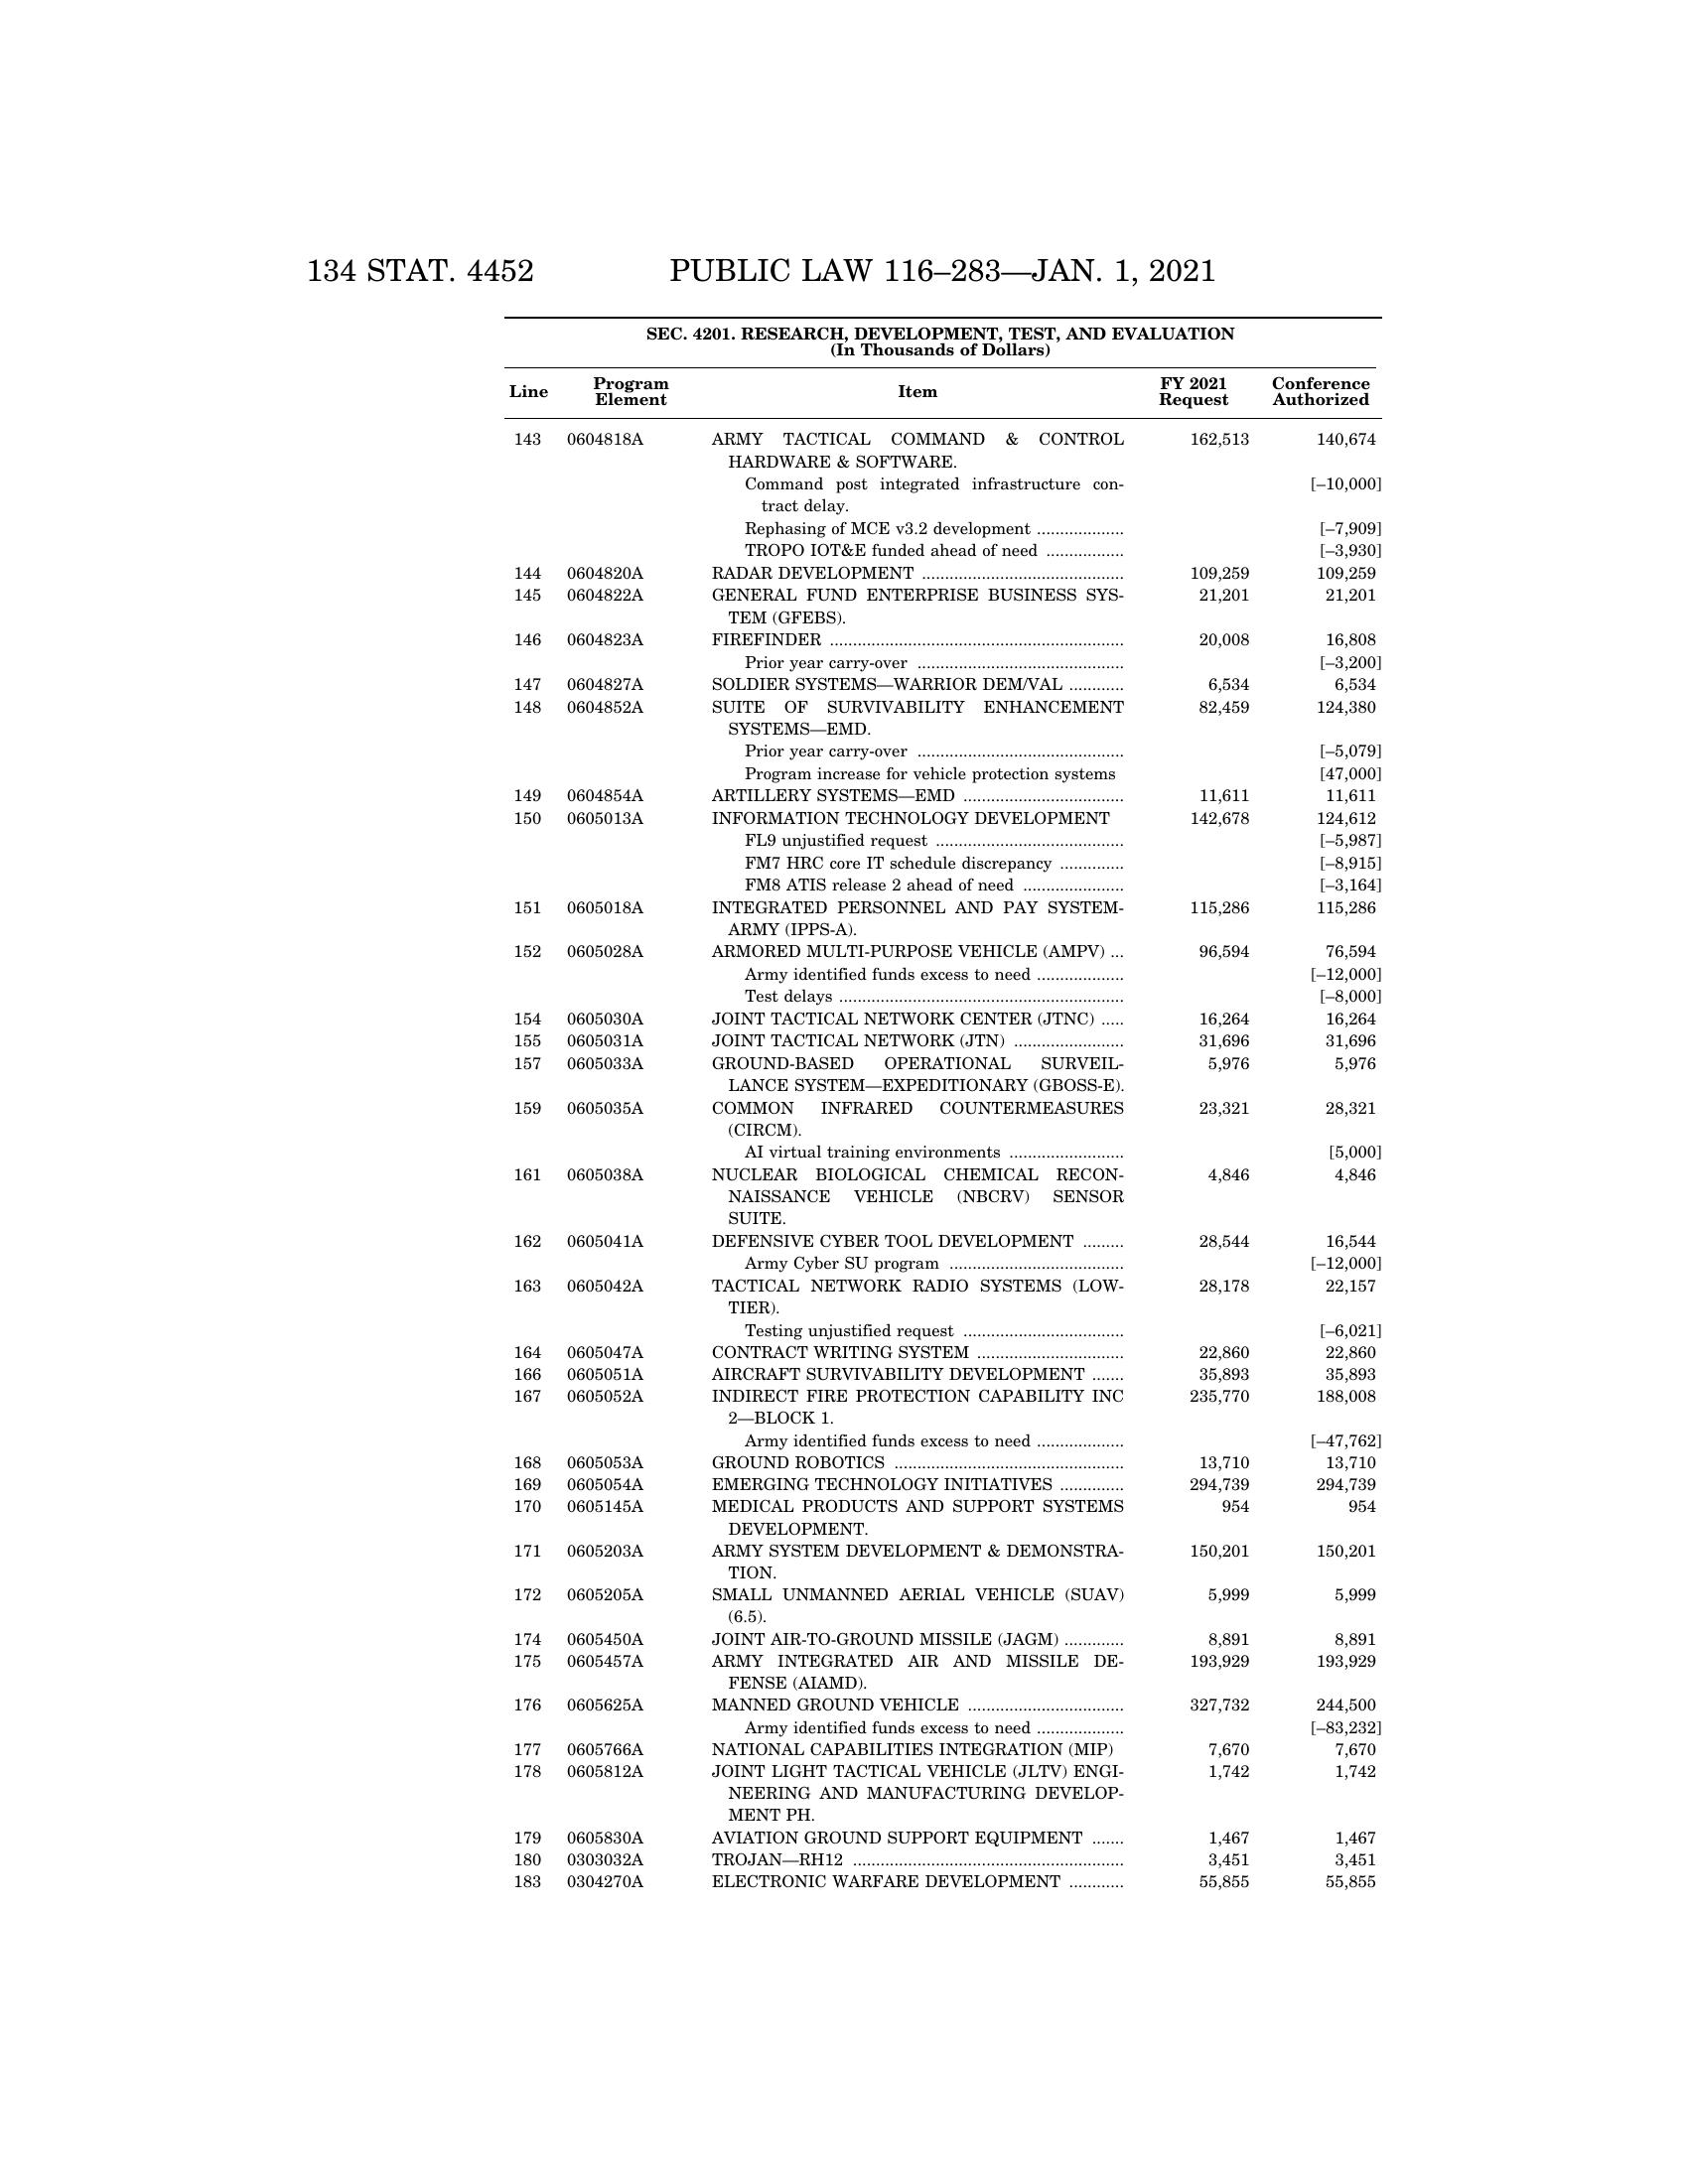 134 STAT. 4452 PUBLIC LAW 116–283—JAN. 1, 2021
SEC. 4201. RESEARCH, DEVELOPMENT, TEST, AND EVALUATION
(In Thousands of Dollars)
Line Program Element Item FY 2021 Request Conference Authorized
143 0604818A ARMY TACTICAL COMMAND & CONTROL 162,513 140,674
HARDWARE & SOFTWARE.
Command post integrated infrastructure con- [–10,000]
tract delay.
Rephasing of MCE v3.2 development ................... [–7,909]
TROPO IOT&E funded ahead of need ................. [–3,930]
144 0604820A RADAR DEVELOPMENT ............................................ 109,259 109,259
145 0604822A GENERAL FUND ENTERPRISE BUSINESS SYS- 21,201 21,201
TEM (GFEBS).
146 0604823A FIREFINDER ................................................................ 20,008 16,808
Prior year carry-over ............................................. [–3,200]
147 0604827A SOLDIER SYSTEMS—WARRIOR DEM/VAL ............ 6,534 6,534
148 0604852A SUITE OF SURVIVABILITY ENHANCEMENT 82,459 124,380
SYSTEMS—EMD.
Prior year carry-over ............................................. [–5,079]
Program increase for vehicle protection systems [47,000]
149 0604854A ARTILLERY SYSTEMS—EMD ................................... 11,611 11,611
150 0605013A INFORMATION TECHNOLOGY DEVELOPMENT 142,678 124,612
FL9 unjustified request ......................................... [–5,987]
FM7 HRC core IT schedule discrepancy .............. [–8,915]
FM8 ATIS release 2 ahead of need ...................... [–3,164]
151 0605018A INTEGRATED PERSONNEL AND PAY SYSTEM- 115,286 115,286
ARMY (IPPS-A).
152 0605028A ARMORED MULTI-PURPOSE VEHICLE (AMPV) ... 96,594 76,594
Army identified funds excess to need ................... [–12,000]
Test delays .............................................................. [–8,000]
154 0605030A JOINT TACTICAL NETWORK CENTER (JTNC) ..... 16,264 16,264
155 0605031A JOINT TACTICAL NETWORK (JTN) ........................ 31,696 31,696
157 0605033A GROUND-BASED OPERATIONAL SURVEIL- 5,976 5,976
LANCE SYSTEM—EXPEDITIONARY (GBOSS-E).
159 0605035A COMMON INFRARED COUNTERMEASURES 23,321 28,321
(CIRCM).
AI virtual training environments ......................... [5,000]
161 0605038A NUCLEAR BIOLOGICAL CHEMICAL RECON- 4,846 4,846
NAISSANCE VEHICLE (NBCRV) SENSOR
SUITE.
162 0605041A DEFENSIVE CYBER TOOL DEVELOPMENT ......... 28,544 16,544
Army Cyber SU program ...................................... [–12,000]
163 0605042A TACTICAL NETWORK RADIO SYSTEMS (LOW- 28,178 22,157
TIER).
Testing unjustified request ................................... [–6,021]
164 0605047A CONTRACT WRITING SYSTEM ................................ 22,860 22,860
166 0605051A AIRCRAFT SURVIVABILITY DEVELOPMENT ....... 35,893 35,893
167 0605052A INDIRECT FIRE PROTECTION CAPABILITY INC 235,770 188,008
2—BLOCK 1.
Army identified funds excess to need ................... [–47,762]
168 0605053A GROUND ROBOTICS .................................................. 13,710 13,710
169 0605054A EMERGING TECHNOLOGY INITIATIVES .............. 294,739 294,739
170 0605145A MEDICAL PRODUCTS AND SUPPORT SYSTEMS 954 954
DEVELOPMENT.
171 0605203A ARMY SYSTEM DEVELOPMENT & DEMONSTRA- 150,201 150,201
TION.
172 0605205A SMALL UNMANNED AERIAL VEHICLE (SUAV) 5,999 5,999
(6.5).
174 0605450A JOINT AIR-TO-GROUND MISSILE (JAGM) ............. 8,891 8,891
175 0605457A ARMY INTEGRATED AIR AND MISSILE DE- 193,929 193,929
FENSE (AIAMD).
176 0605625A MANNED GROUND VEHICLE .................................. 327,732 244,500
Army identified funds excess to need ................... [–83,232]
177 0605766A NATIONAL CAPABILITIES INTEGRATION (MIP) 7,670 7,670
178 0605812A JOINT LIGHT TACTICAL VEHICLE (JLTV) ENGI- 1,742 1,742
NEERING AND MANUFACTURING DEVELOP-
MENT PH.
179 0605830A AVIATION GROUND SUPPORT EQUIPMENT ....... 1,467 1,467
180 0303032A TROJAN—RH12 ........................................................... 3,451 3,451
183 0304270A ELECTRONIC WARFARE DEVELOPMENT ............ 55,855 55,855